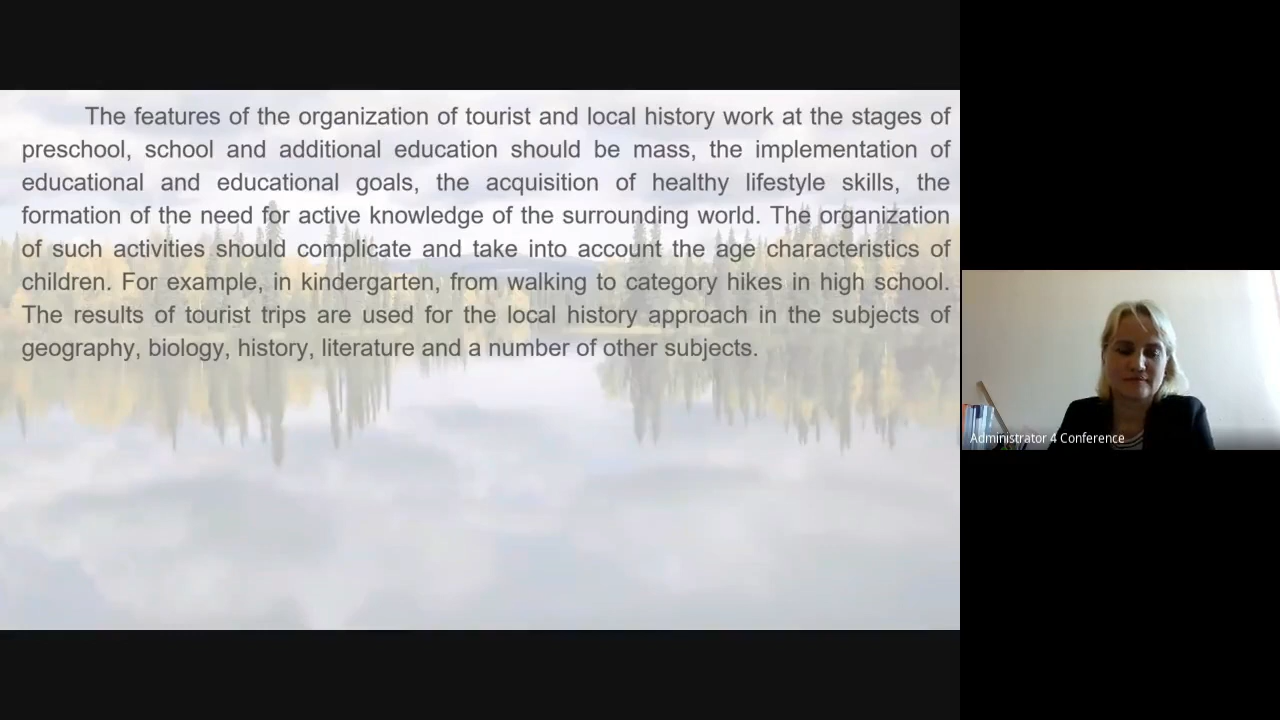 The features of the organization of tourist and local history work at the stages of
preschool, school and additional education should be mass, the implementation of
educational and educational goals, the acquisition of healthy lifestyle skills, the
formation of the need for active knowledge of the surrounding world. The organization
of such activities should complicate and take into account the age characteristics of
children. For example, in kindergarten, from walking to category hikes in high school.
The results of tourist trips are used for the local history approach in the subjects of
geography, biology, history, literature and a number of other subjects.
Administrator 4 Conference